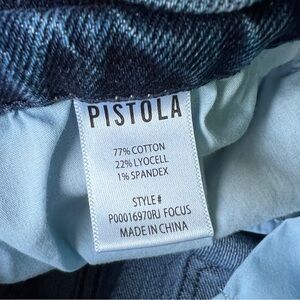 PISTOLA
77% COTTON
22% LYOCELL
1% SPANDEX
STYLE#
P00016970RJ FOCUS
MADE IN CHINA